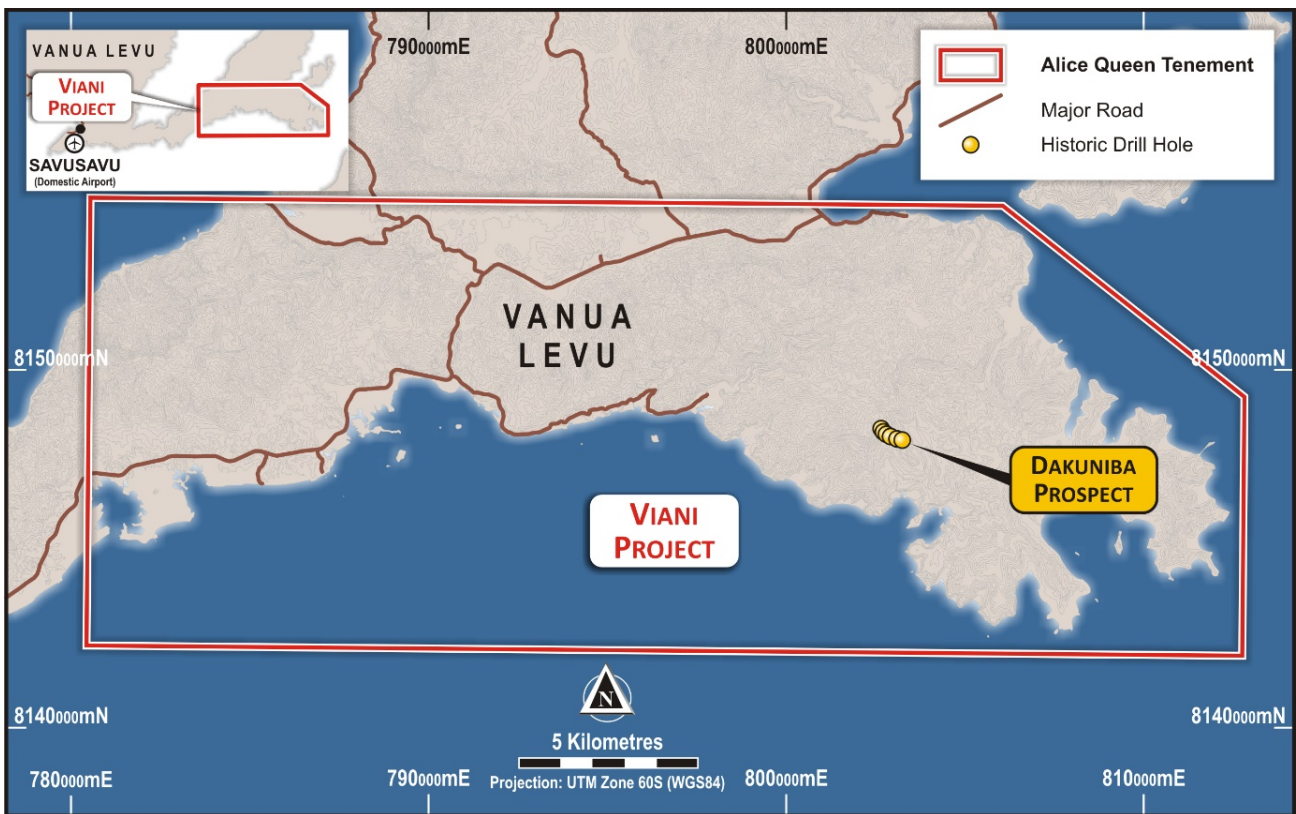 790000mE
800000mE
VANUA LEVU
VIANI
PROJECT
SAVUSAVU
(Domestic Airport)
Alice Queen Tenement
Major Road
Historic Drill Hole
VANUA
LEVU
8150000mN
8150000mN
DAKUNIBA
PROSPECT
VIANI
PROJECT
N
8140000mN
8140000mN
5 Kilometres
Projection: UTM Zone 60S (WGS84)
780000mE
790000mE
800000mE
810000mE